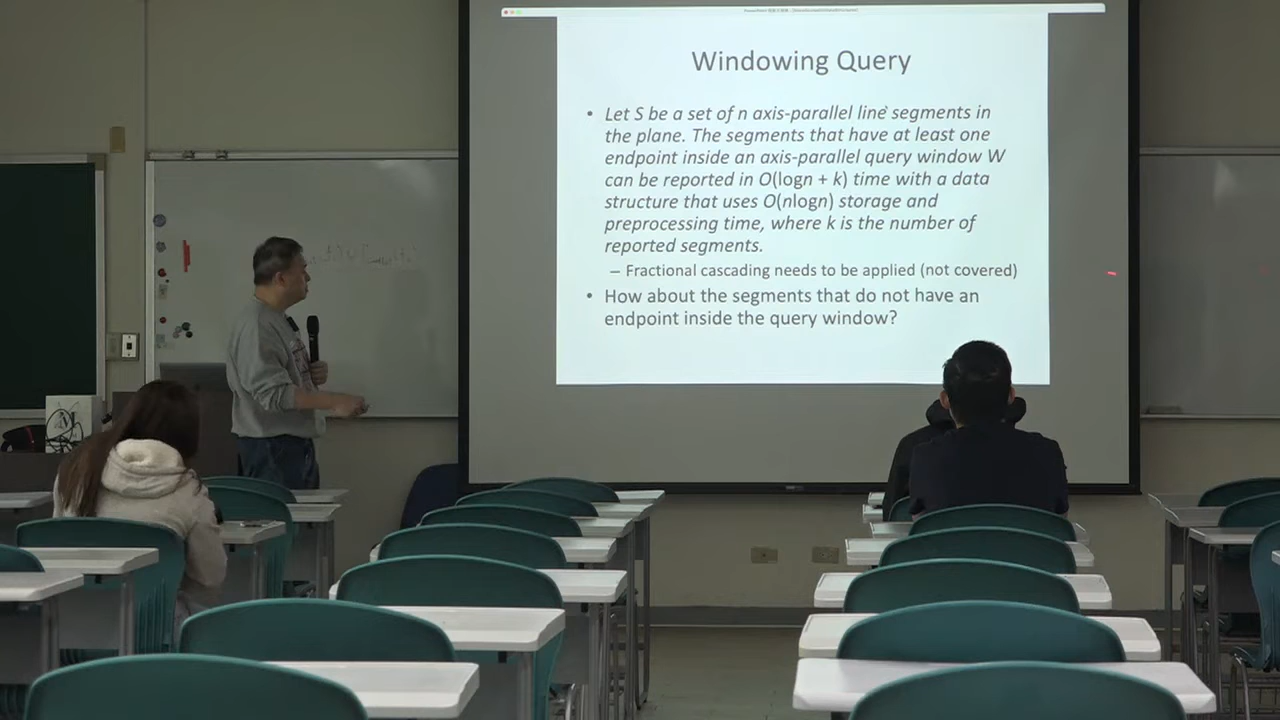 Windowing Query
• Let S be a set of n axis-parallel line segments in
the plane. The segments that have at least one
endpoint inside an axis-parallel query window W
can be reported in O(logn + k) time with a data
structure that uses O(nlogn) storage and
preprocessing time, where k is the number of
reported segments.
– Fractional cascading needs to be applied (not covered)
• How about the segments that do not have an
endpoint inside the query window?